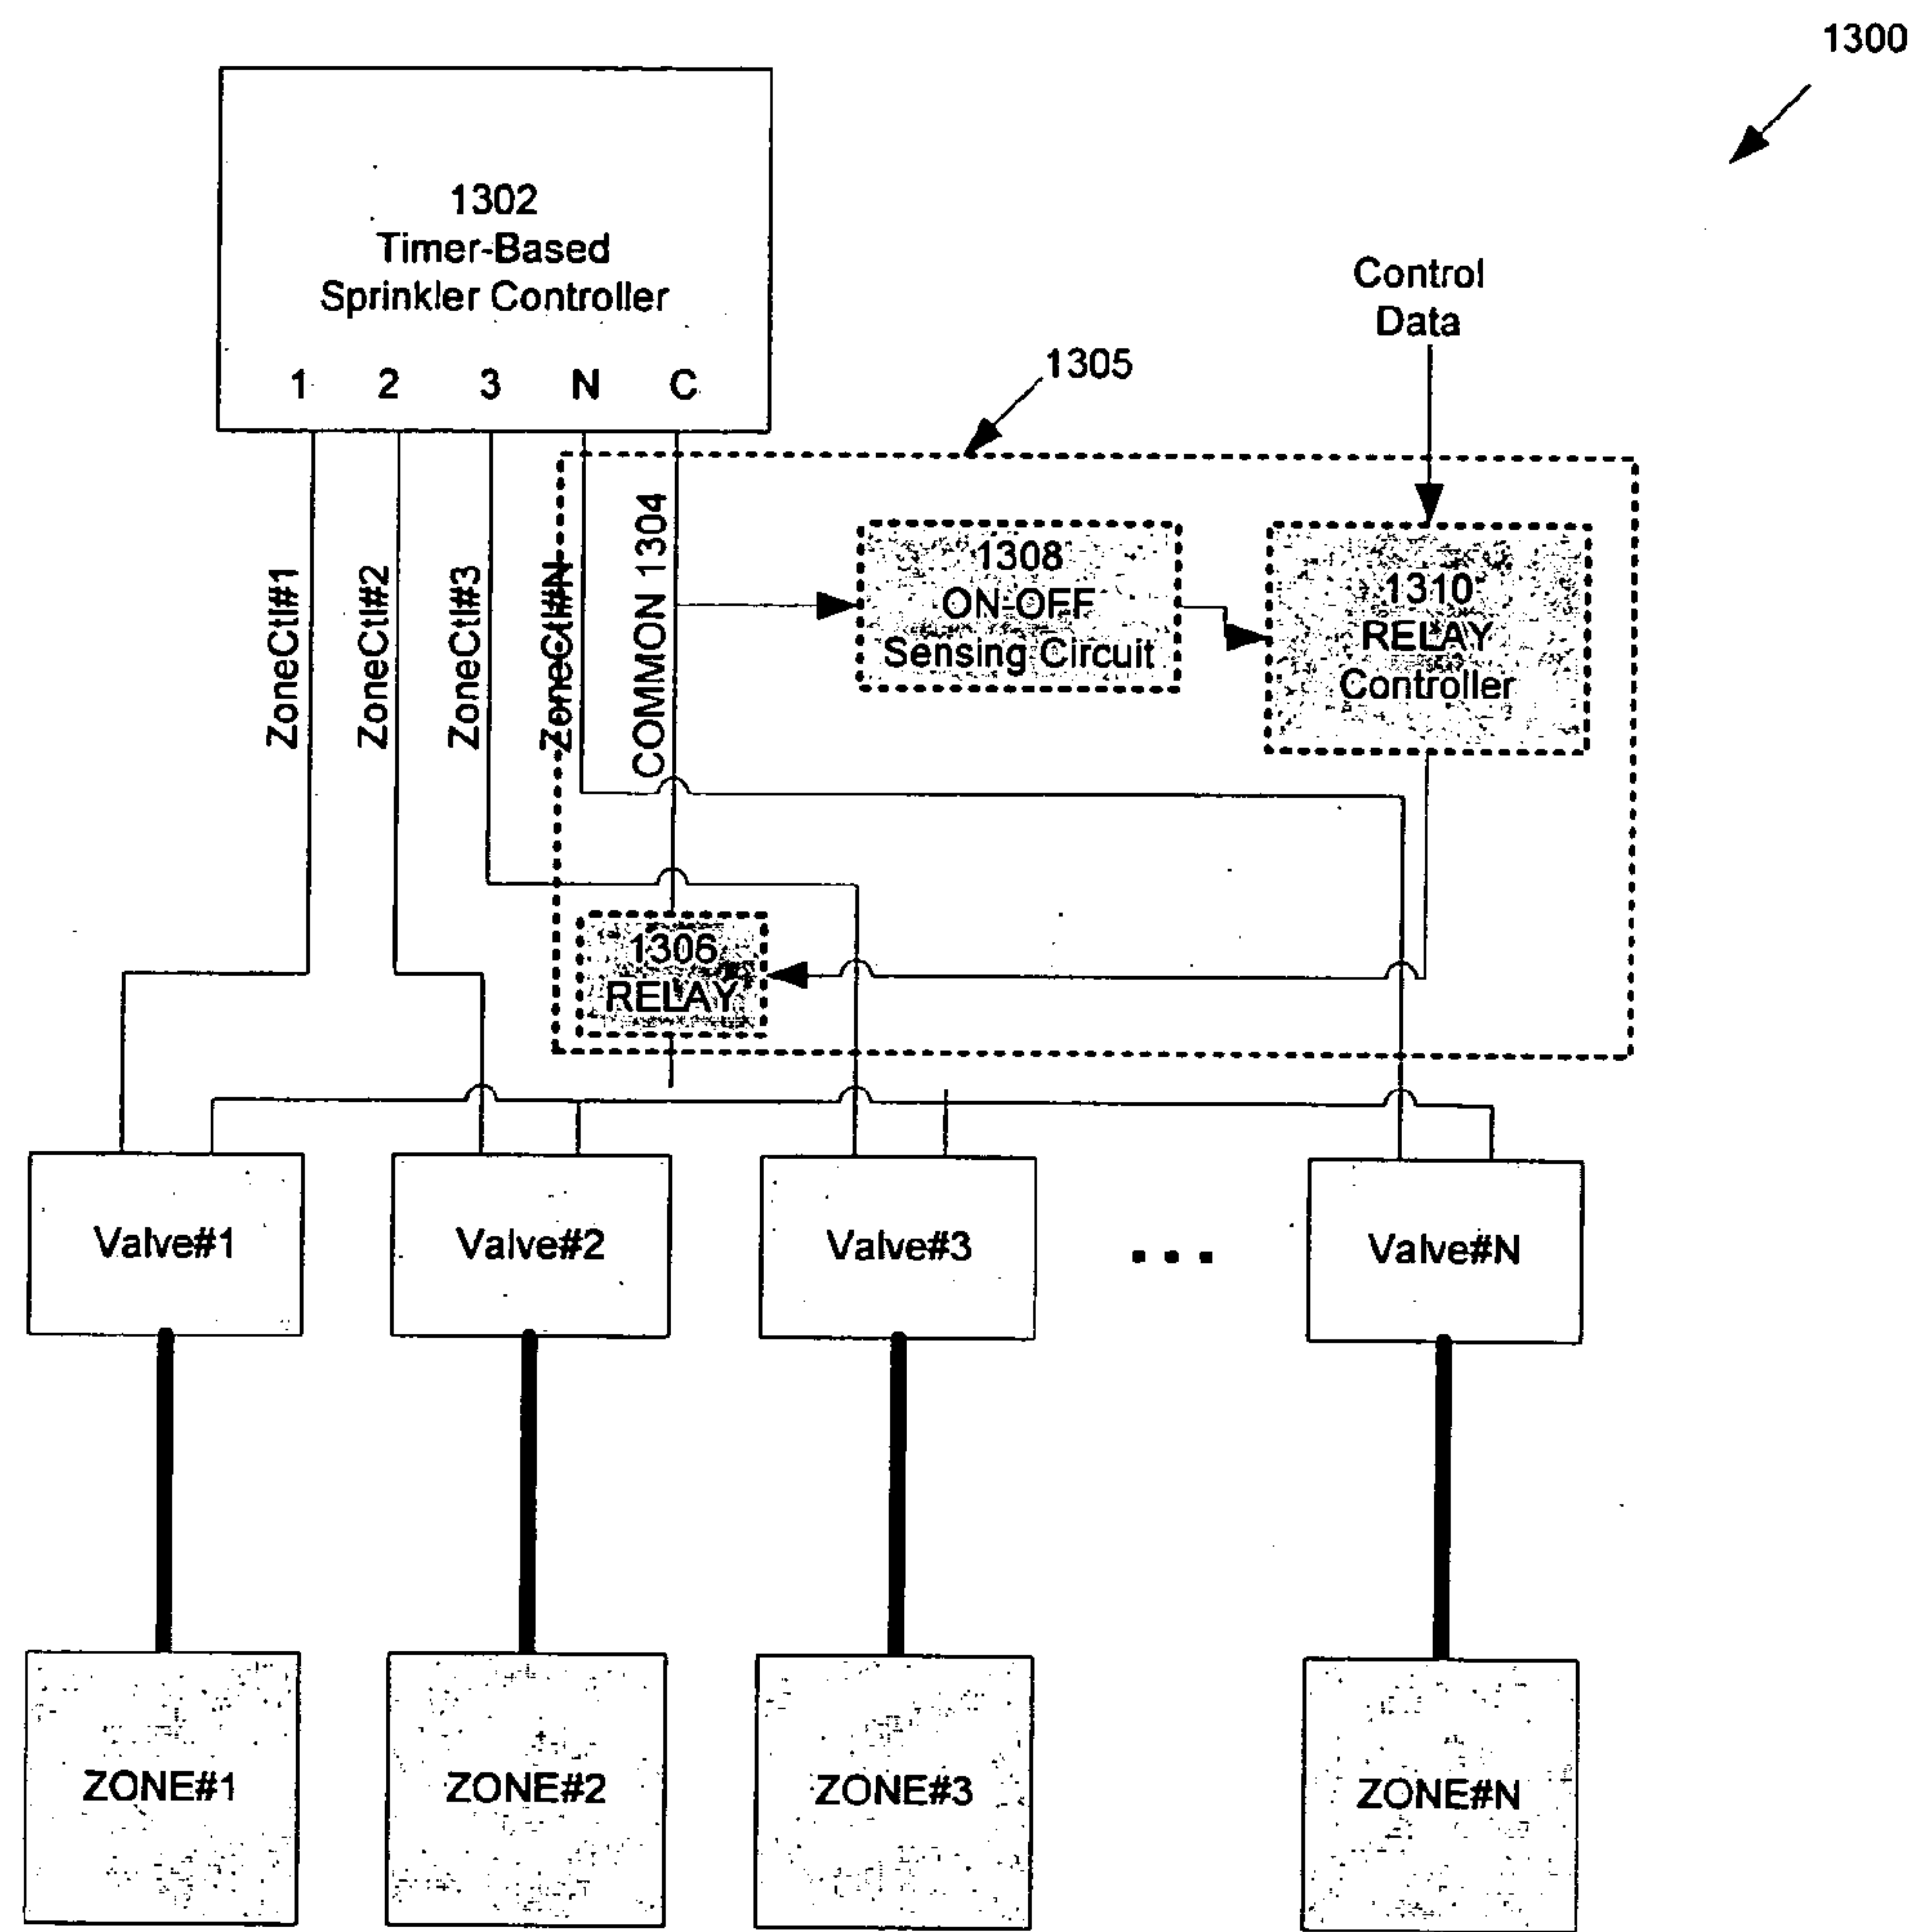 1300
1302
Timer-Based
Sprinkler Controller
1 2 3 N C
Control
Data
1305
ZoneCtl#1
ZoneCtl#2
ZoneCtl#3
ZoneCtl#N
COMMON 1304
1308
ON-OFF
Sensing Circuit
1310
RELAY
Controller
1306
RELAY
Valve#1
Valve#2
Valve#3
...
Valve#N
ZONE#1
ZONE#2
ZONE#3
ZONE#N